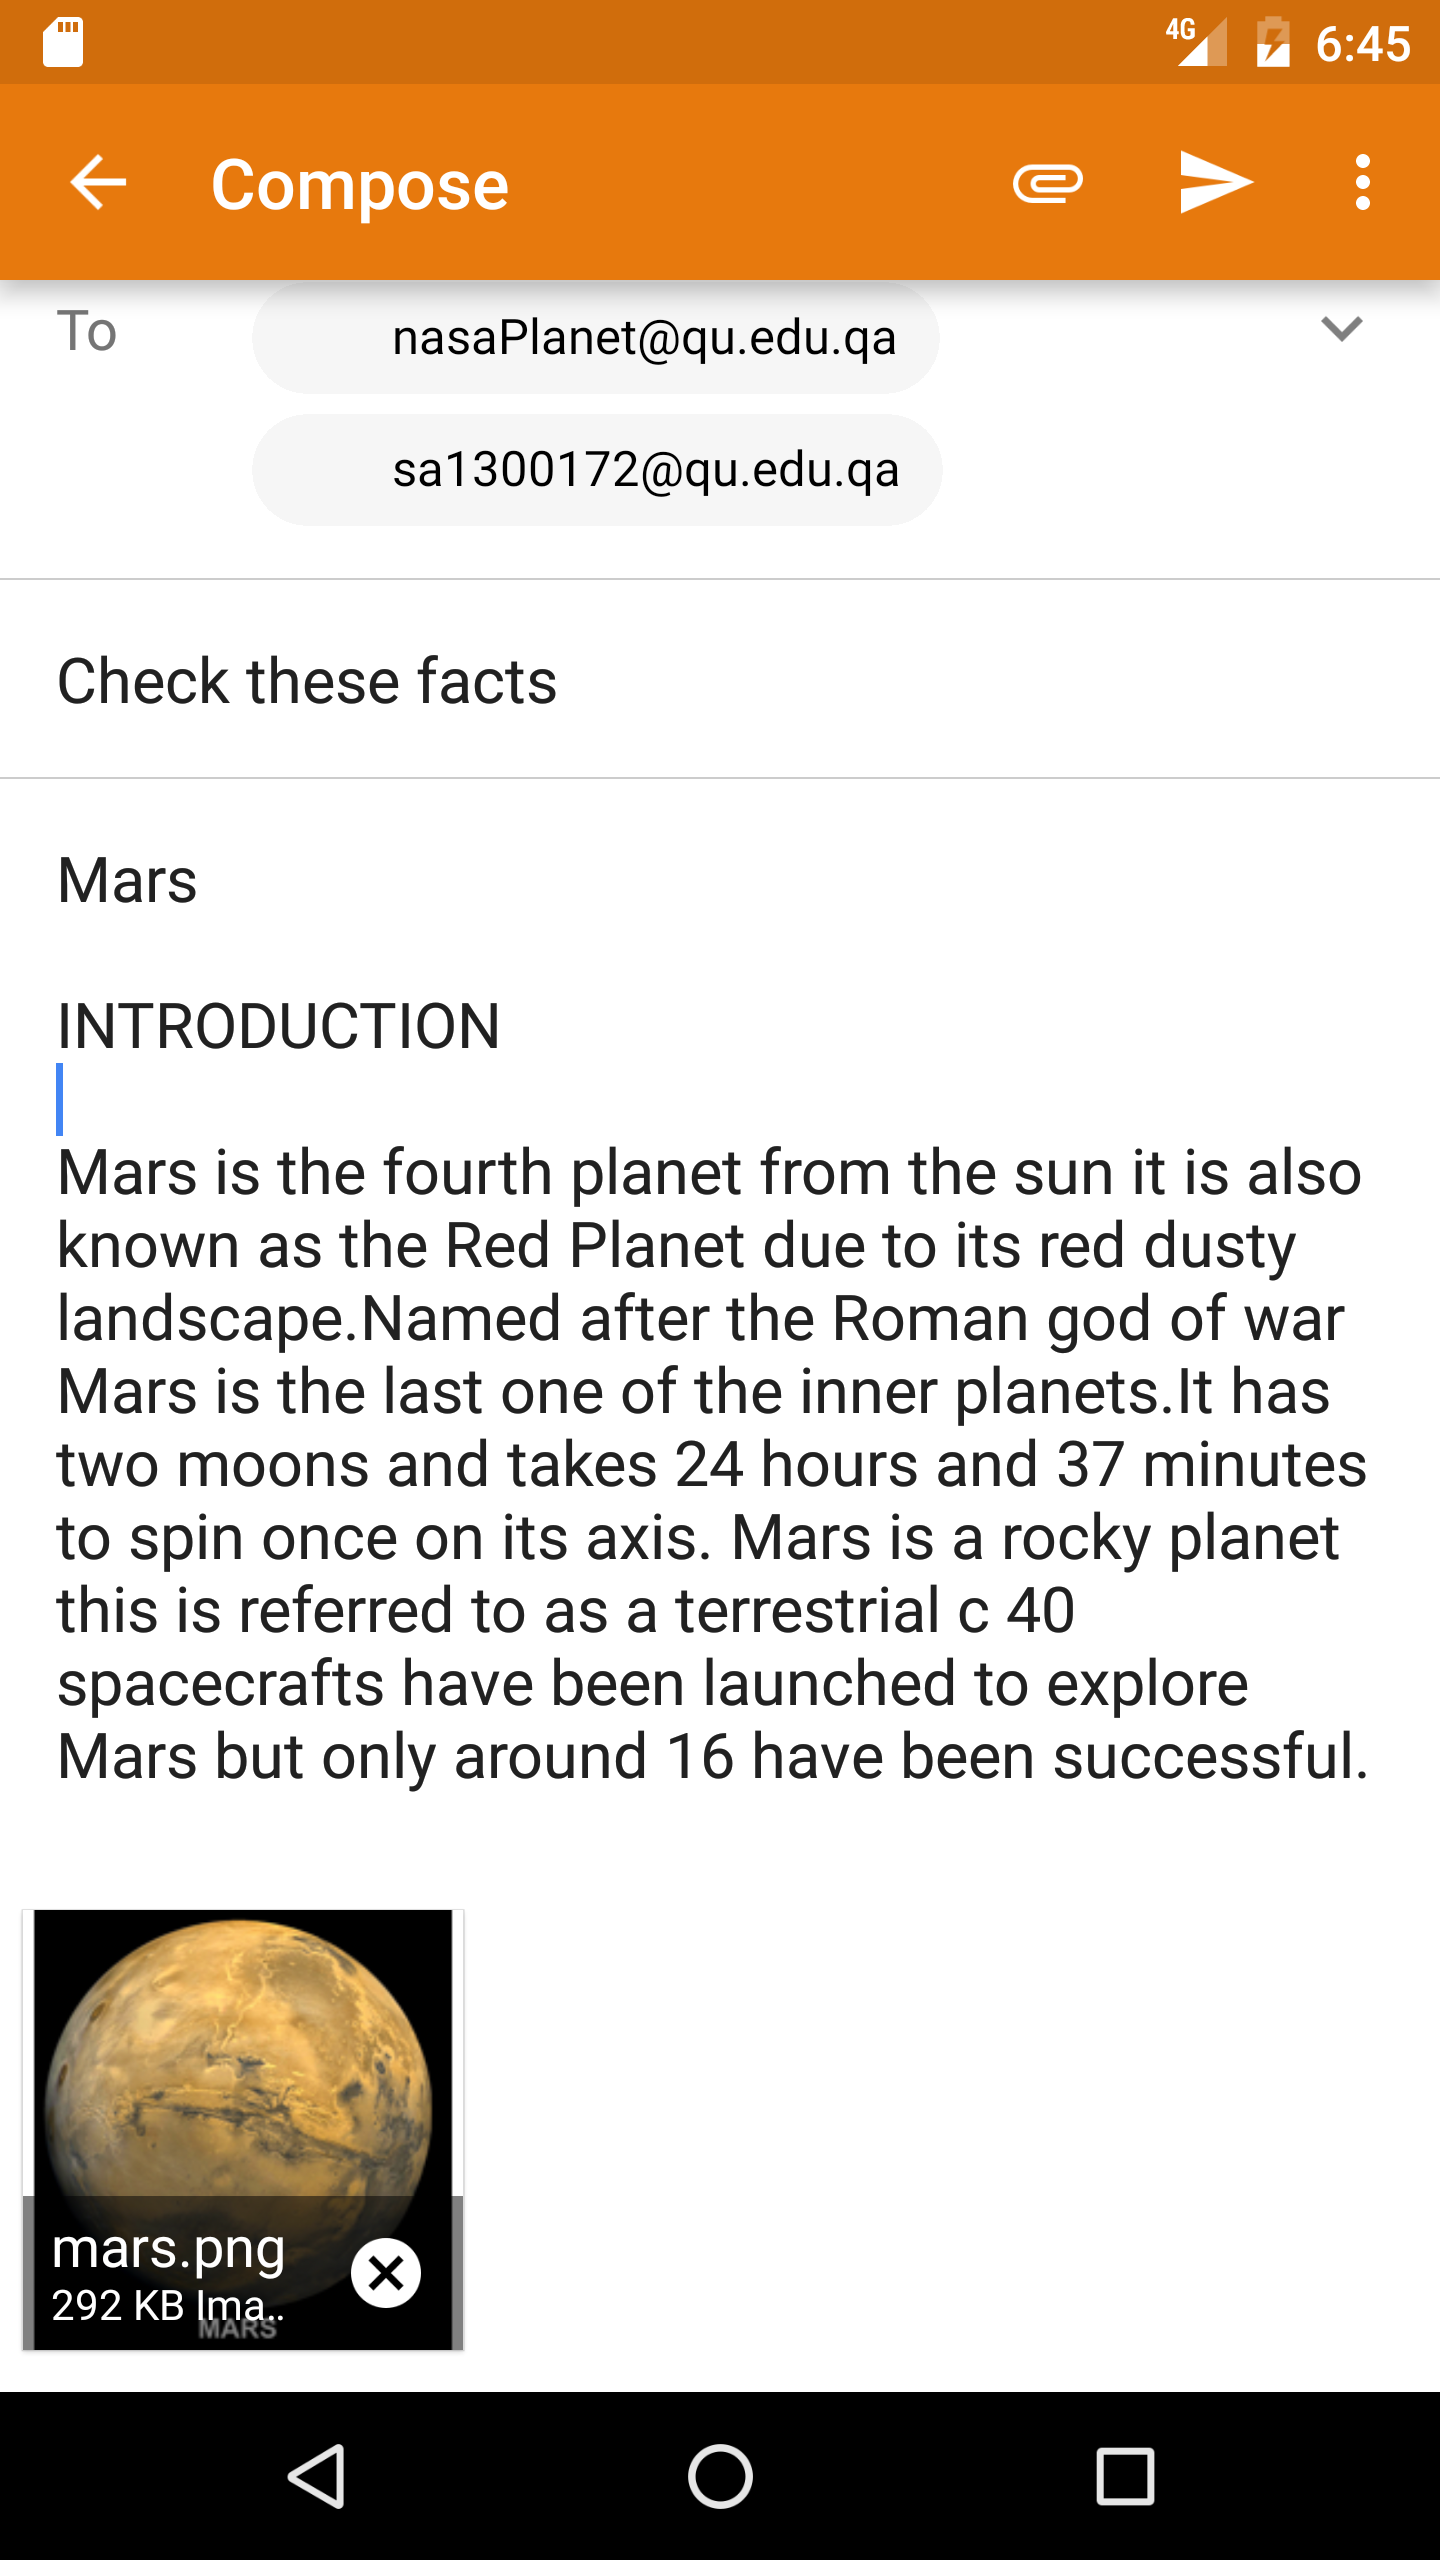 4G 6:45
Compose
To nasaPlanet@qu.edu.qa
sa1300172@qu.edu.qa
Check these facts
Mars
INTRODUCTION
Mars is the fourth planet from the sun it is also
known as the Red Planet due to its red dusty
landscape.Named after the Roman god of war
Mars is the last one of the inner planets.It has
two moons and takes 24 hours and 37 minutes
to spin once on its axis. Mars is a rocky planet
this is referred to as a terrestrial c 40
spacecrafts have been launched to explore
Mars but only around 16 have been successful.
mars.png
292 KB Ima..
MARS